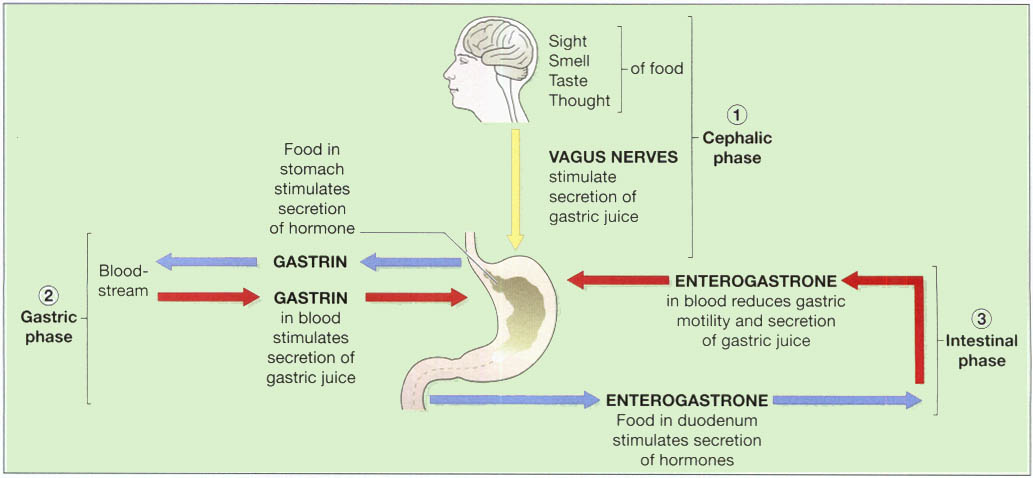 Sight
Smell
Taste
Thought
of food
1
Cephalic
phase
VAGUS NERVES
stimulate
secretion of
gastric juice
Food in
stomach
stimulates
secretion
of hormone
2
Gastric
phase
Blood-
stream
GASTRIN
GASTRIN
in blood
stimulates
secretion of
gastric juice
ENTEROGASTRONE
in blood reduces gastric
motility and secretion
of gastric juice
3
Intestinal
phase
ENTEROGASTRONE
Food in duodenum
stimulates secretion
of hormones